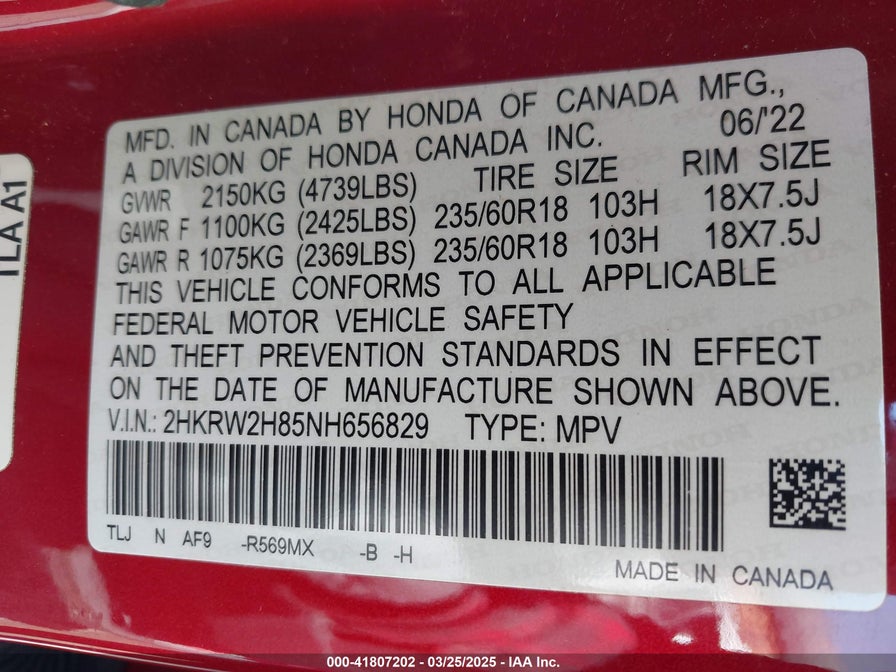 TLA A1
MFD. IN CANADA BY HONDA OF CANADA MFG.,
A DIVISION OF HONDA CANADA INC. 06/'22
GVWR 2150KG (4739LBS) TIRE SIZE RIM SIZE
GAWR F 1100KG (2425LBS) 235/60R18 103H 18X7.5J
GAWR R 1075KG (2369LBS) 235/60R18 103H 18X7.5J
THIS VEHICLE CONFORMS TO ALL APPLICABLE
FEDERAL MOTOR VEHICLE SAFETY
AND THEFT PREVENTION STANDARDS IN EFFECT
ON THE DATE OF MANUFACTURE SHOWN ABOVE.
V.I.N.: 2HKRW2H85NH656829 TYPE: MPV
TLJ N AF9 -R569MX -B -H
MADE IN CANADA
000-41807202 - 03/25/2025 - IAA Inc.